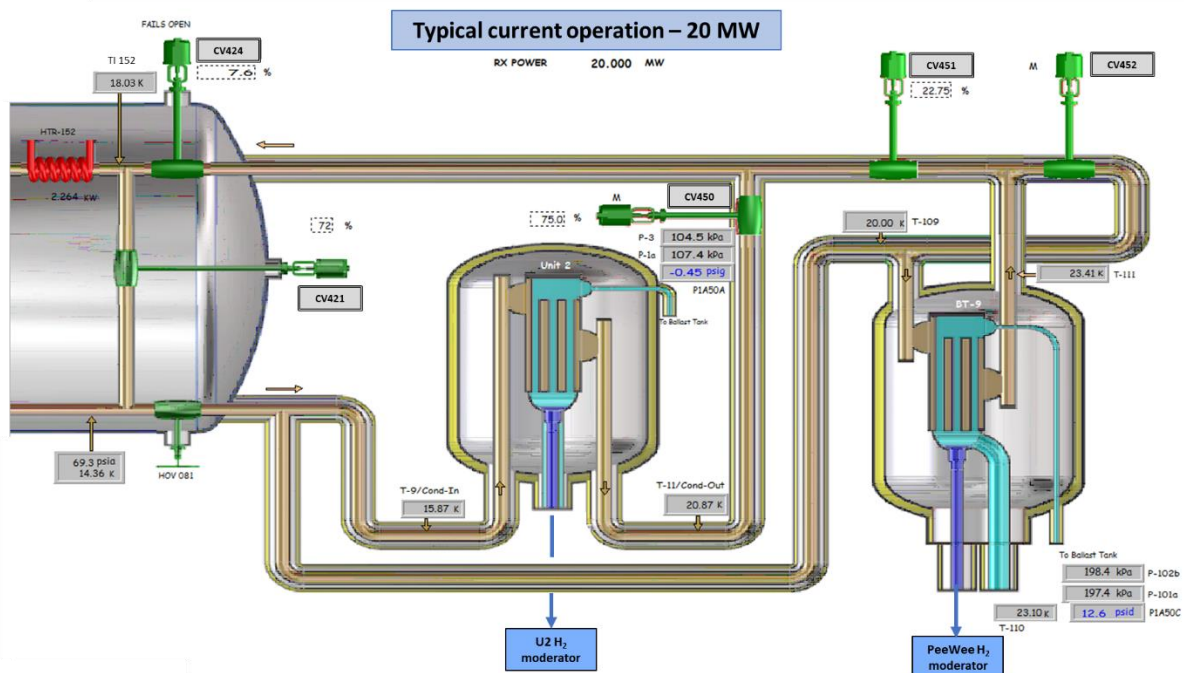 Typical current operation – 20 MW
RX POWER 20.000 MW
FAILS OPEN
CV424
7.6 %
TI 152
18.03 K
HTR-152
2.264 KW
72 %
CV421
69.3 psia
14.36 K
HOV 081
CV451
22.75 %
M
CV452
M
CV450
75.0 %
P-3 104.5 kPa
P-1a 107.4 kPa
-0.45 psig
P1A50A
Unit 2
To Ballast Tank
20.00 K T-109
23.41 K T-111
BT-9
T-9/Cond-In
15.87 K
T-11/Cond-Out
20.87 K
To Ballast Tank
198.4 kPa P-102b
197.4 kPa P-101a
12.6 psid P1A50C
23.10 K
T-110
U2 H₂
moderator
PeeWee H₂
moderator